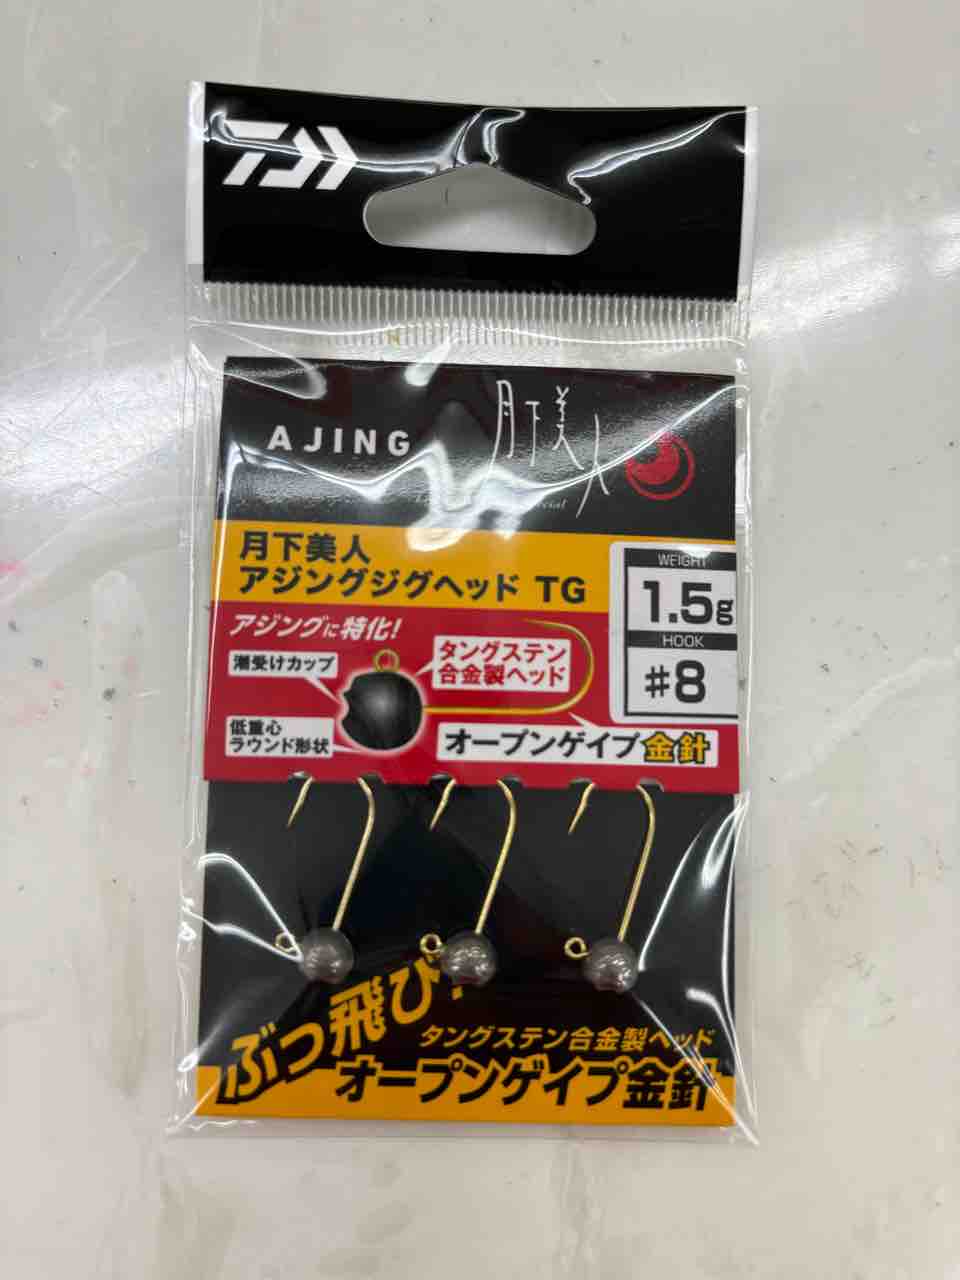 AJING
月下美人
月下美人
アジングジグヘッド TG
WEIGHT
1.5g
HOOK
#8
アジングに特化!
潮受けカップ
タングステン
合金製ヘッド
低重心
ラウンド形状
オープンゲイプ金針
ぶっ飛び!
タングステン合金製ヘッド
オープンゲイプ金針